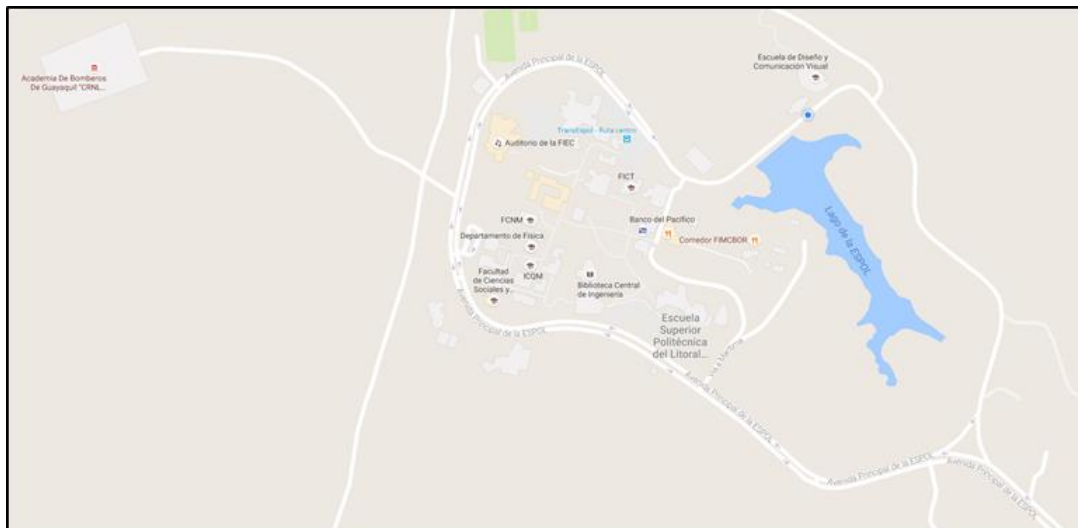 Academia De Bomberos
De Guayaquil "CRNL...
Avenida Principal de la ESPOL
Escuela de Diseño y
Comunicación Visual
TransEspol - Ruta centro
Auditorio de la FIEC
FICT
FCNM
Banco del Pacífico
Departamento de Física
Comedor FIMCBOR
Lago de la ESPOL
Facultad
de Ciencias
Sociales y...
ICQM
Biblioteca Central
de Ingeniería
Avenida Principal de la ESPOL
Escuela
Superior
Politécnica
del Litoral...
Avenida Principal de la ESPOL
Avenida Principal de la ESPOL
Avenida Principal de la ESPOL